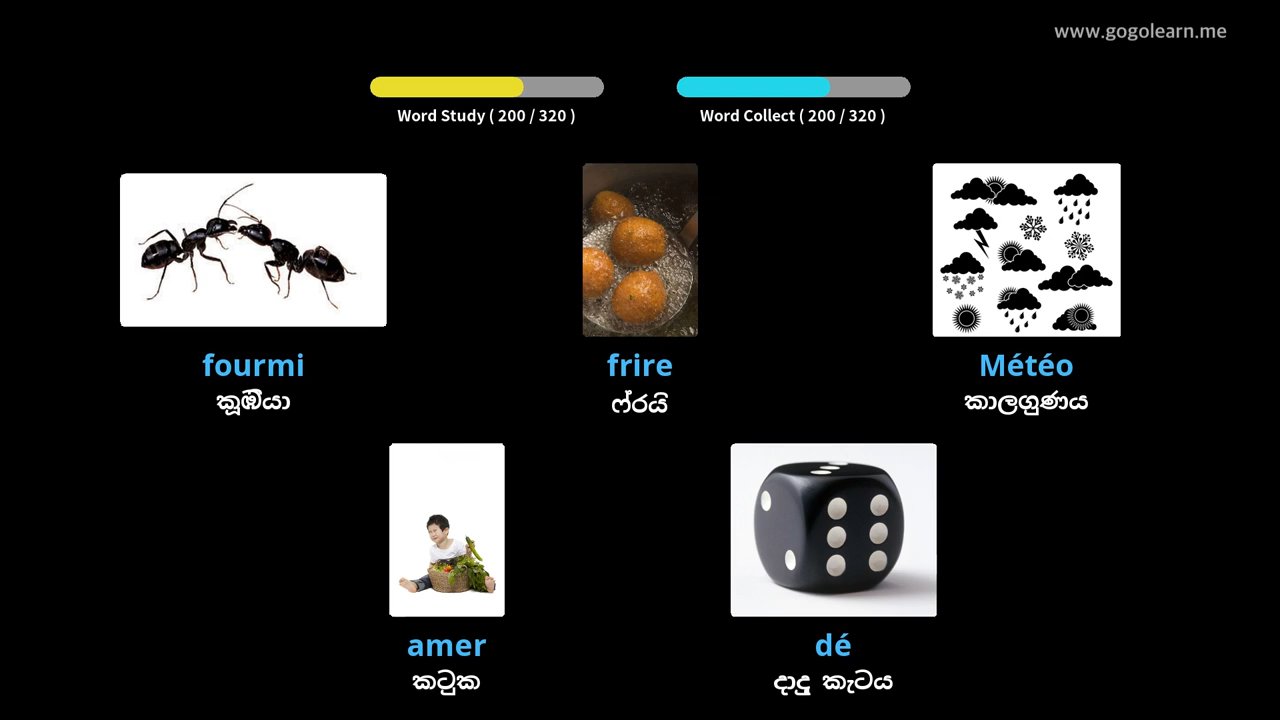 www.gogolearn.me
Word Study ( 200 / 320 )
Word Collect ( 200 / 320 )
fourmi
කූඹියා
frire
ෆ්රයි
Météo
කාලගුණය
amer
කටුක
dé
දාදු කැටය